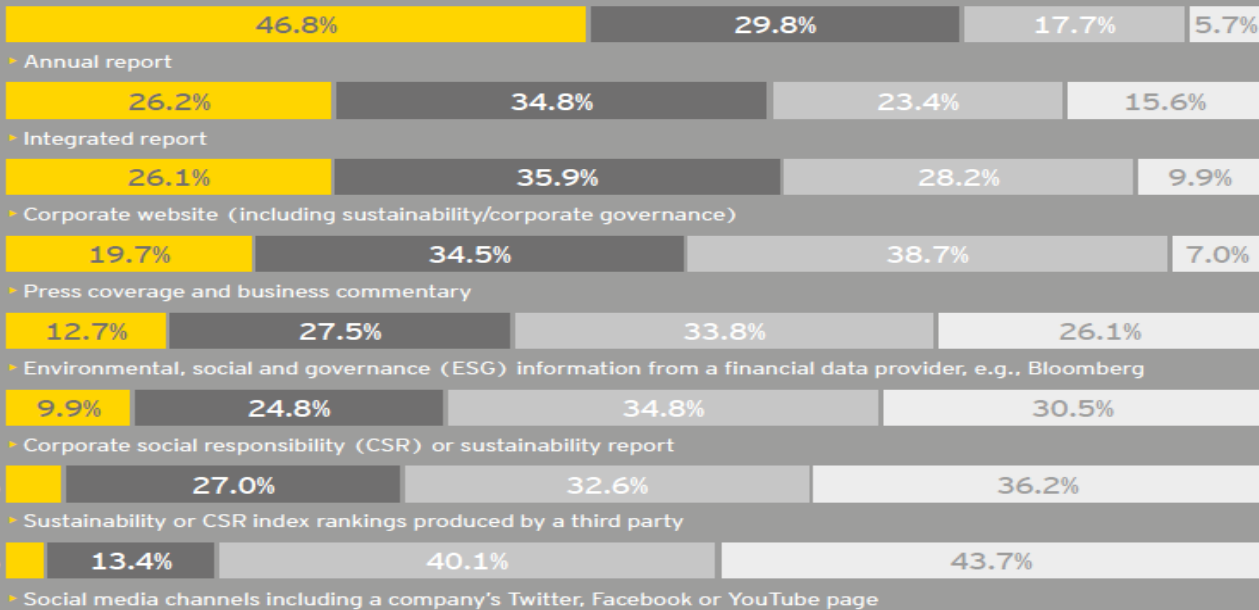 46.8% 29.8% 17.7% 5.7%
Annual report
26.2% 34.8% 23.4% 15.6%
Integrated report
26.1% 35.9% 28.2% 9.9%
Corporate website (including sustainability/corporate governance)
19.7% 34.5% 38.7% 7.0%
Press coverage and business commentary
12.7% 27.5% 33.8% 26.1%
Environmental, social and governance (ESG) information from a financial data provider, e.g., Bloomberg
9.9% 24.8% 34.8% 30.5%
Corporate social responsibility (CSR) or sustainability report
27.0% 32.6% 36.2%
Sustainability or CSR index rankings produced by a third party
13.4% 40.1% 43.7%
Social media channels including a company's Twitter, Facebook or YouTube page